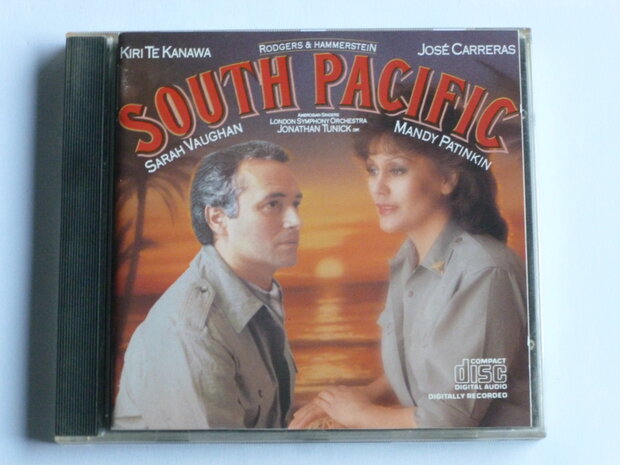 KIRI TE KANAWA
RODGERS & HAMMERSTEIN
JOSÉ CARRERAS
SOUTH PACIFIC
SARAH VAUGHAN
AMBROSIAN SINGERS
LONDON SYMPHONY ORCHESTRA
JONATHAN TUNICK
MANDY PATINKIN
COMPACT
disc
DIGITAL AUDIO
DIGITALLY RECORDED